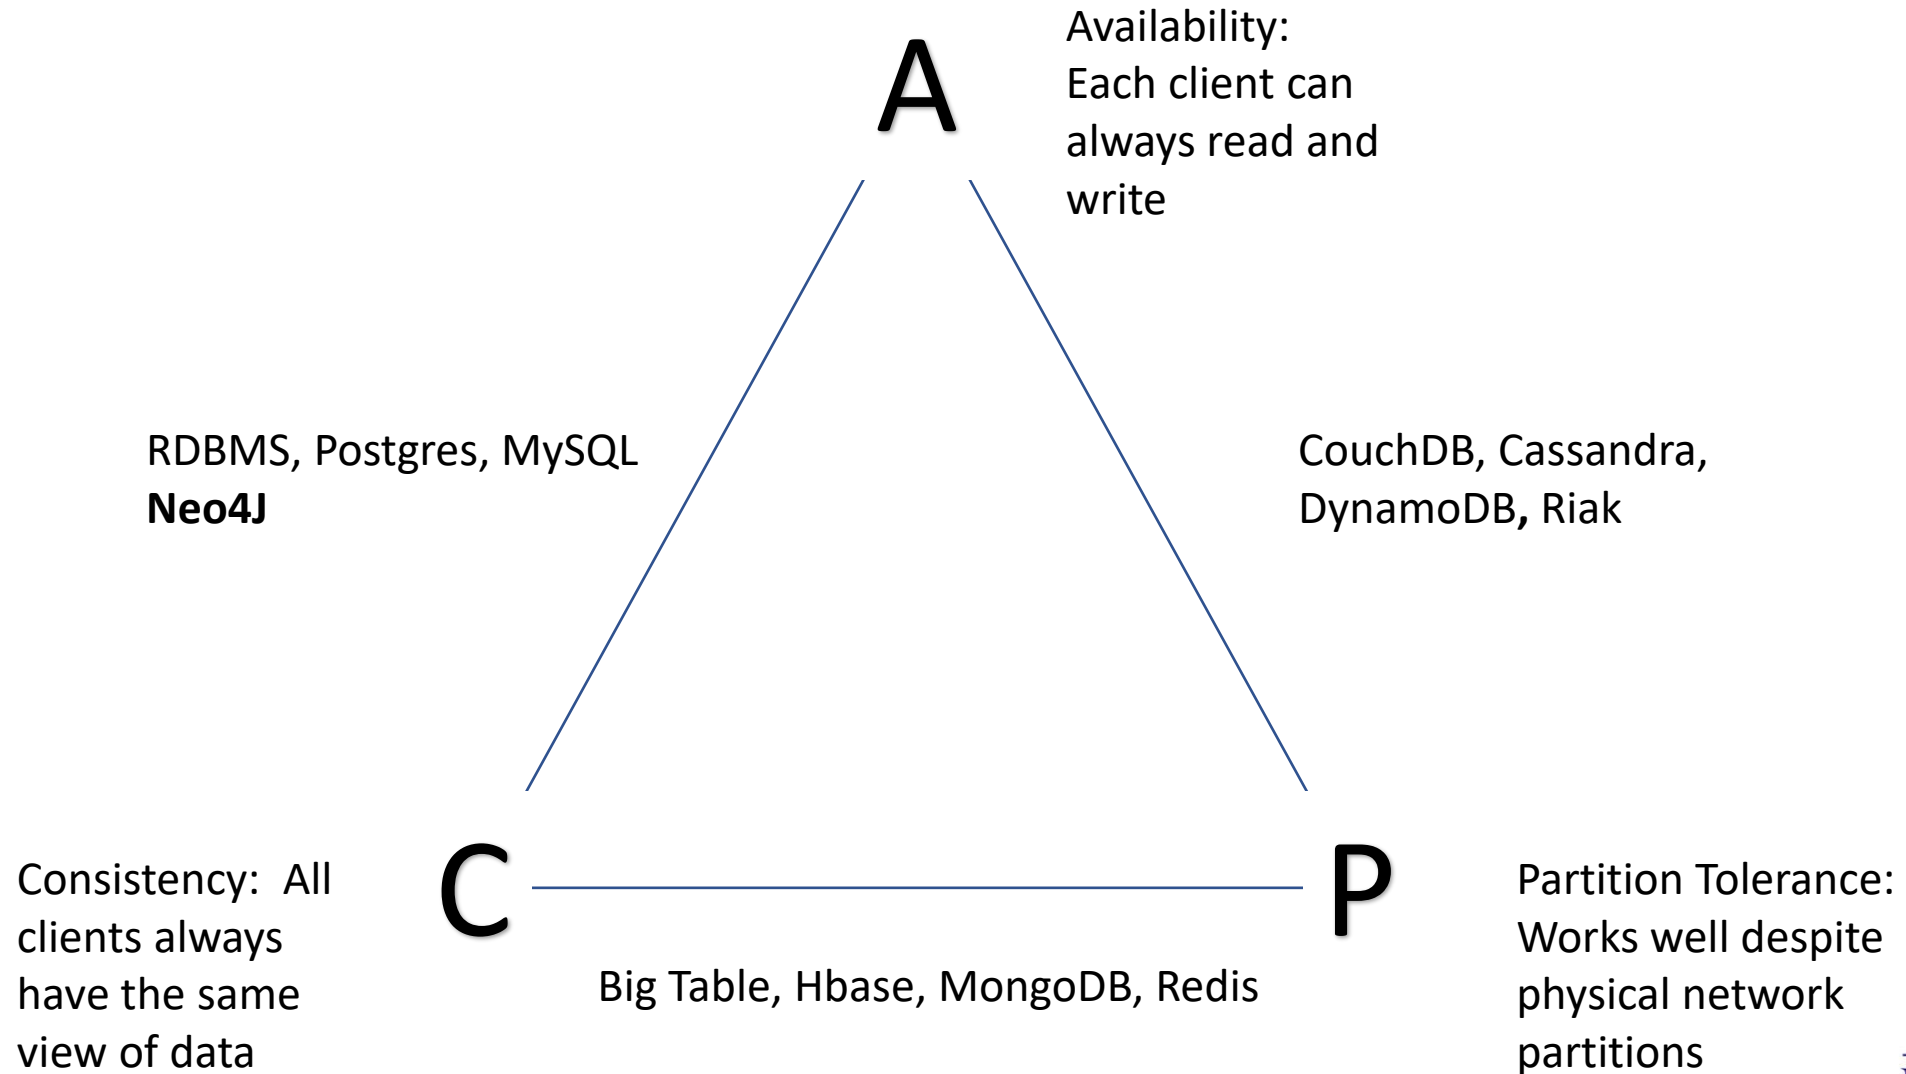 A
Availability:
Each client can
always read and
write
RDBMS, Postgres, MySQL
Neo4J
CouchDB, Cassandra,
DynamoDB, Riak
C
P
Consistency:  All
clients always
have the same
view of data
Big Table, Hbase, MongoDB, Redis
Partition Tolerance:
Works well despite
physical network
partitions